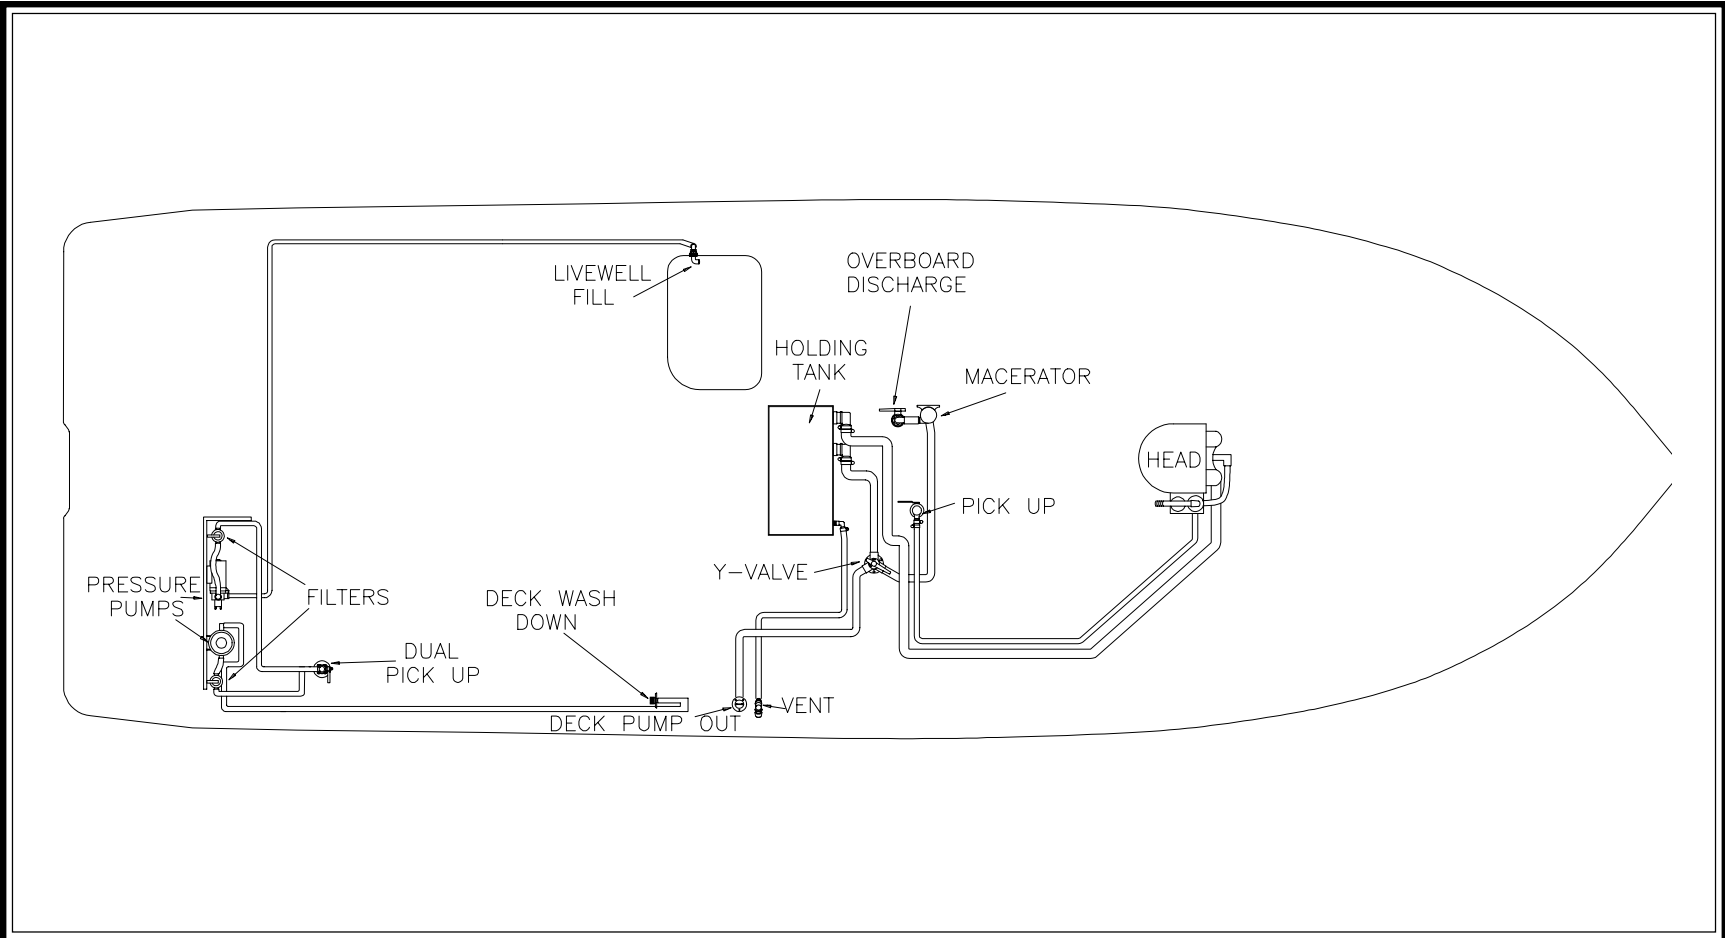 OVERBOARD
DISCHARGE
LIVEWELL
FILL
HOLDING
TANK
MACERATOR
HEAD
PICK UP
Y-VALVE
PRESSURE
PUMPS
FILTERS
DECK WASH
DOWN
DUAL
PICK UP
VENT
DECK PUMP OUT